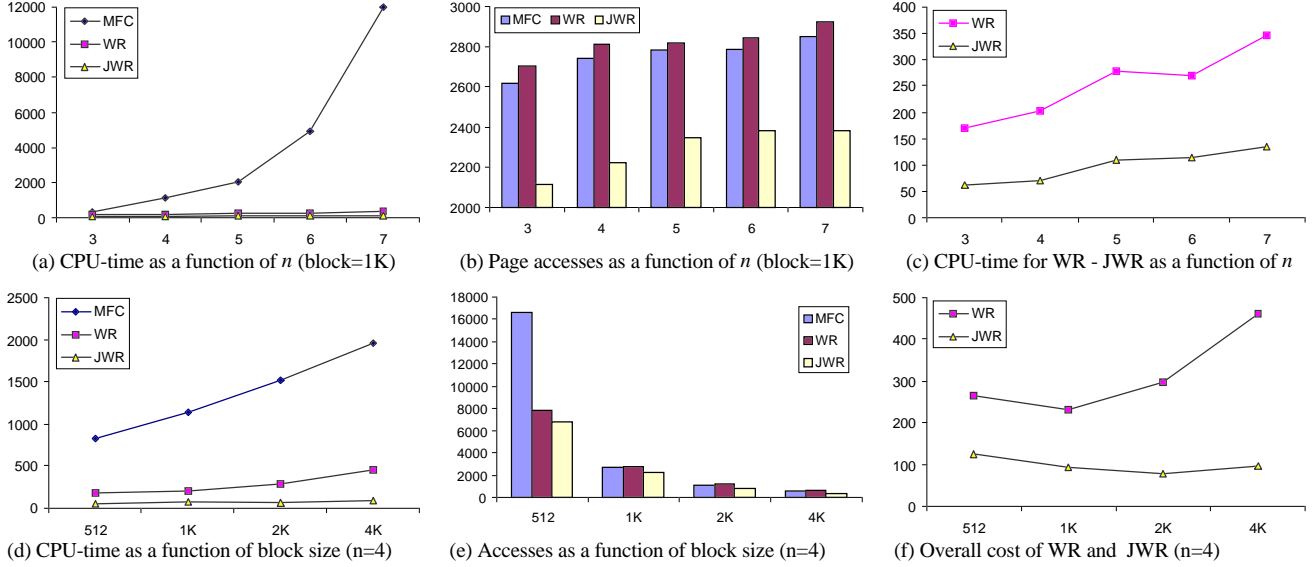 12000
10000
8000
6000
4000
2000
0
MFC
WR
JWR
3 4 5 6 7
(a) CPU-time as a function of n (block=1K)
3000
2800
2600
2400
2200
2000
MFC WR JWR
3 4 5 6 7
(b) Page accesses as a function of n (block=1K)
400
350
300
250
200
150
100
50
0
WR
JWR
3 4 5 6 7
(c) CPU-time for WR - JWR as a function of n
2500
2000
1500
1000
500
0
MFC
WR
JWR
512 1K 2K 4K
(d) CPU-time as a function of block size (n=4)
18000
16000
14000
12000
10000
8000
6000
4000
2000
0
MFC
WR
JWR
512 1K 2K 4K
(e) Accesses as a function of block size (n=4)
500
400
300
200
100
0
WR
JWR
512 1K 2K 4K
(f) Overall cost of WR and JWR (n=4)